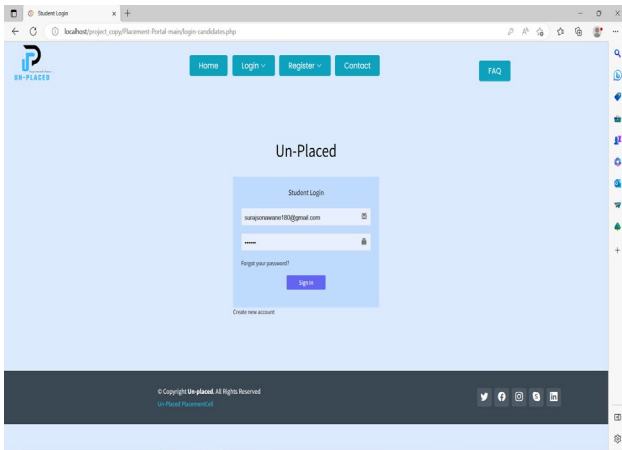 Student Login
localhost/project_copy/Placement-Portal-main/login-candidates.php
UN-PLACED
Home
Login
Register
Contact
FAQ
Un-Placed
Student Login
surajsonawane180@gmail.com
Forgot your password?
Sign in
Create new account
© Copyright Un-placed. All Rights Reserved
Un-Placed PlacementCell